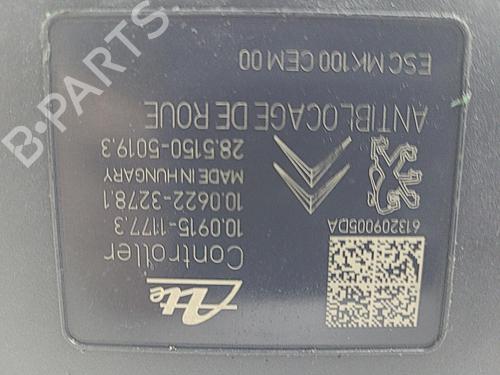 Ate
Controller
10.0915-1177.3
10.0622-3278.1
MADE IN HUNGARY
28.5150-5019.3
ANTIBLOCAGE DE ROUE
ESC MK100 CEM 00
613209005DA
B-PARTS